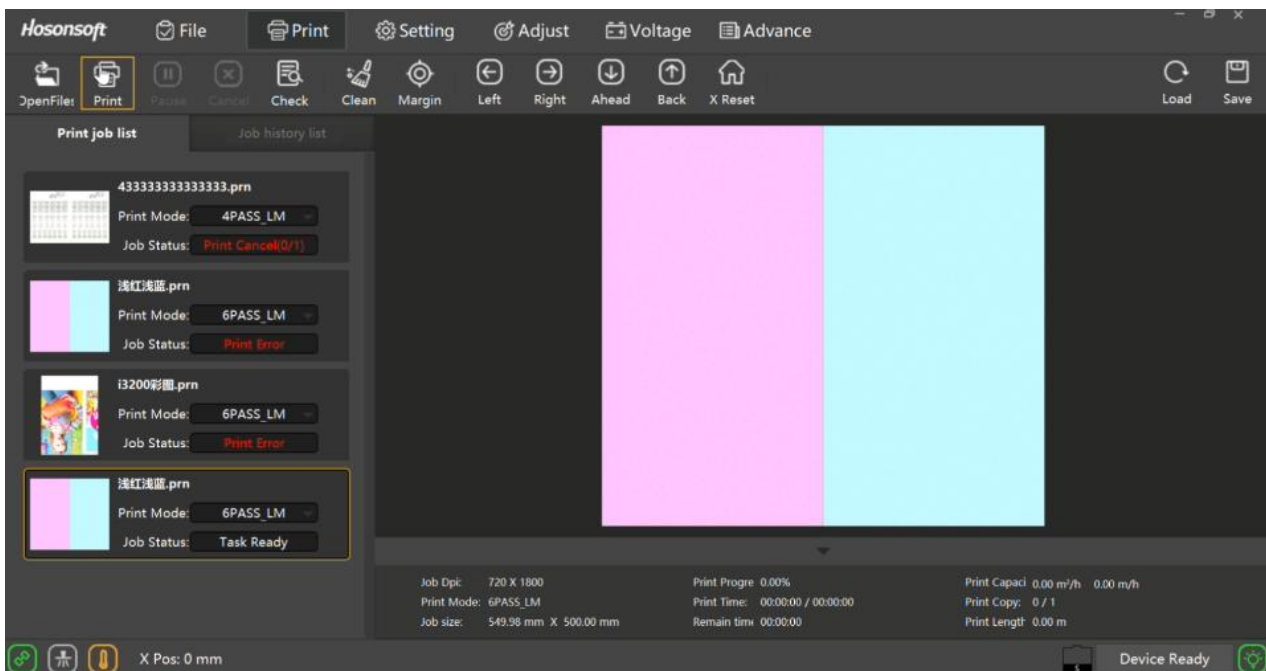 Hosonsoft File Print Setting Adjust Voltage Advance
OpenFiles Print Pause Cancel Check Clean Margin Left Right Ahead Back X Reset Load Save
Print job list Job history list
433333333333333.prn
Print Mode: 4PASS_LM
Job Status: Print Cancel(0/1)
浅红浅蓝.prn
Print Mode: 6PASS_LM
Job Status: Print Error
i3200彩图.prn
Print Mode: 6PASS_LM
Job Status: Print Error
浅红浅蓝.prn
Print Mode: 6PASS_LM
Job Status: Task Ready
Job Dpi: 720 X 1800 Print Progre 0.00% Print Capaci 0.00 m²/h 0.00 m/h
Print Mode: 6PASS_LM Print Time: 00:00:00 / 00:00:00 Print Copy: 0 / 1
Job size: 549.98 mm X 500.00 mm Remain time 00:00:00 Print Length 0.00 m
X Pos: 0 mm Device Ready